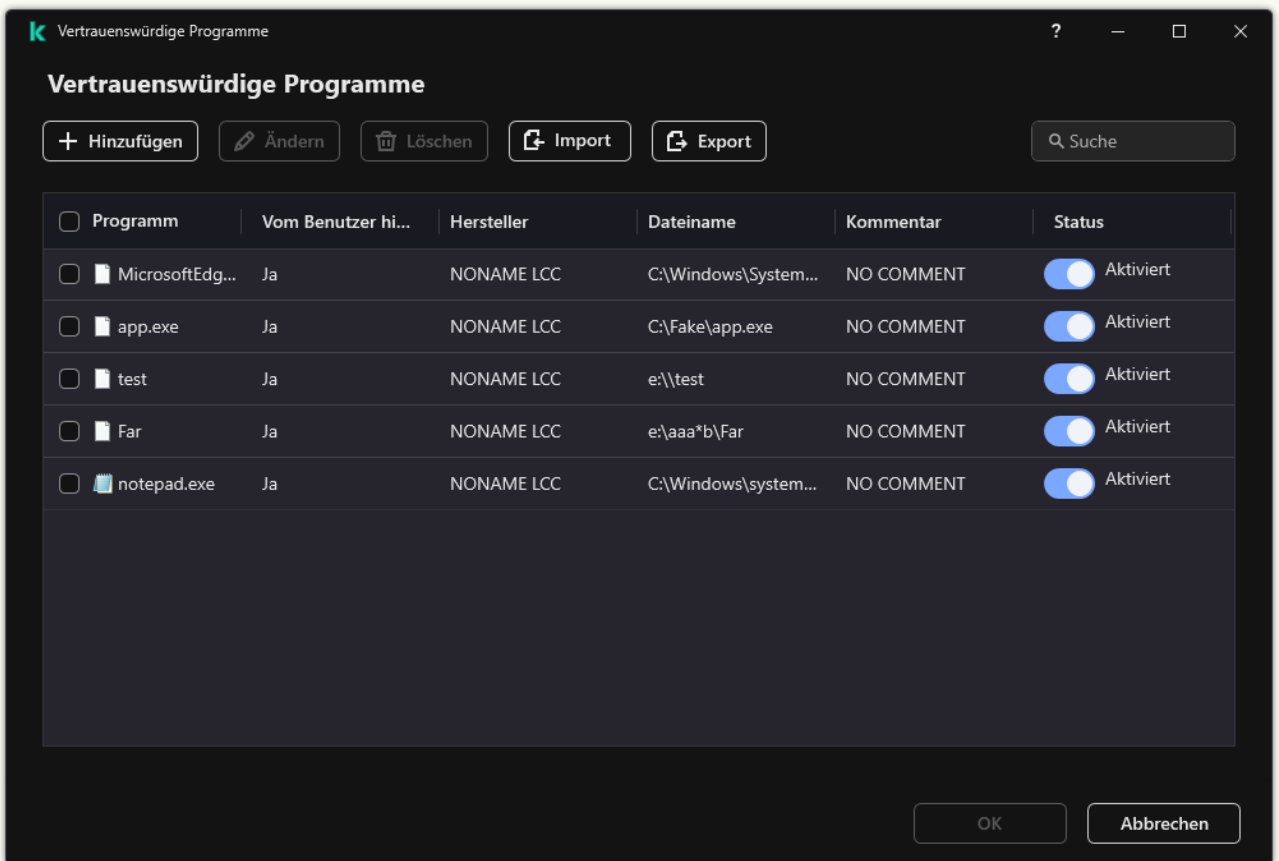 Vertrauenswürdige Programme ?
Vertrauenswürdige Programme
Hinzufügen Ändern Löschen Import Export Suche
Programm Vom Benutzer hi... Hersteller Dateiname Kommentar Status
MicrosoftEdg... Ja NONAME LCC C:\Windows\System... NO COMMENT Aktiviert
app.exe Ja NONAME LCC C:\Fake\app.exe NO COMMENT Aktiviert
test Ja NONAME LCC e:\\test NO COMMENT Aktiviert
Far Ja NONAME LCC e:\aaa*b\Far NO COMMENT Aktiviert
notepad.exe Ja NONAME LCC C:\Windows\system... NO COMMENT Aktiviert
OK Abbrechen